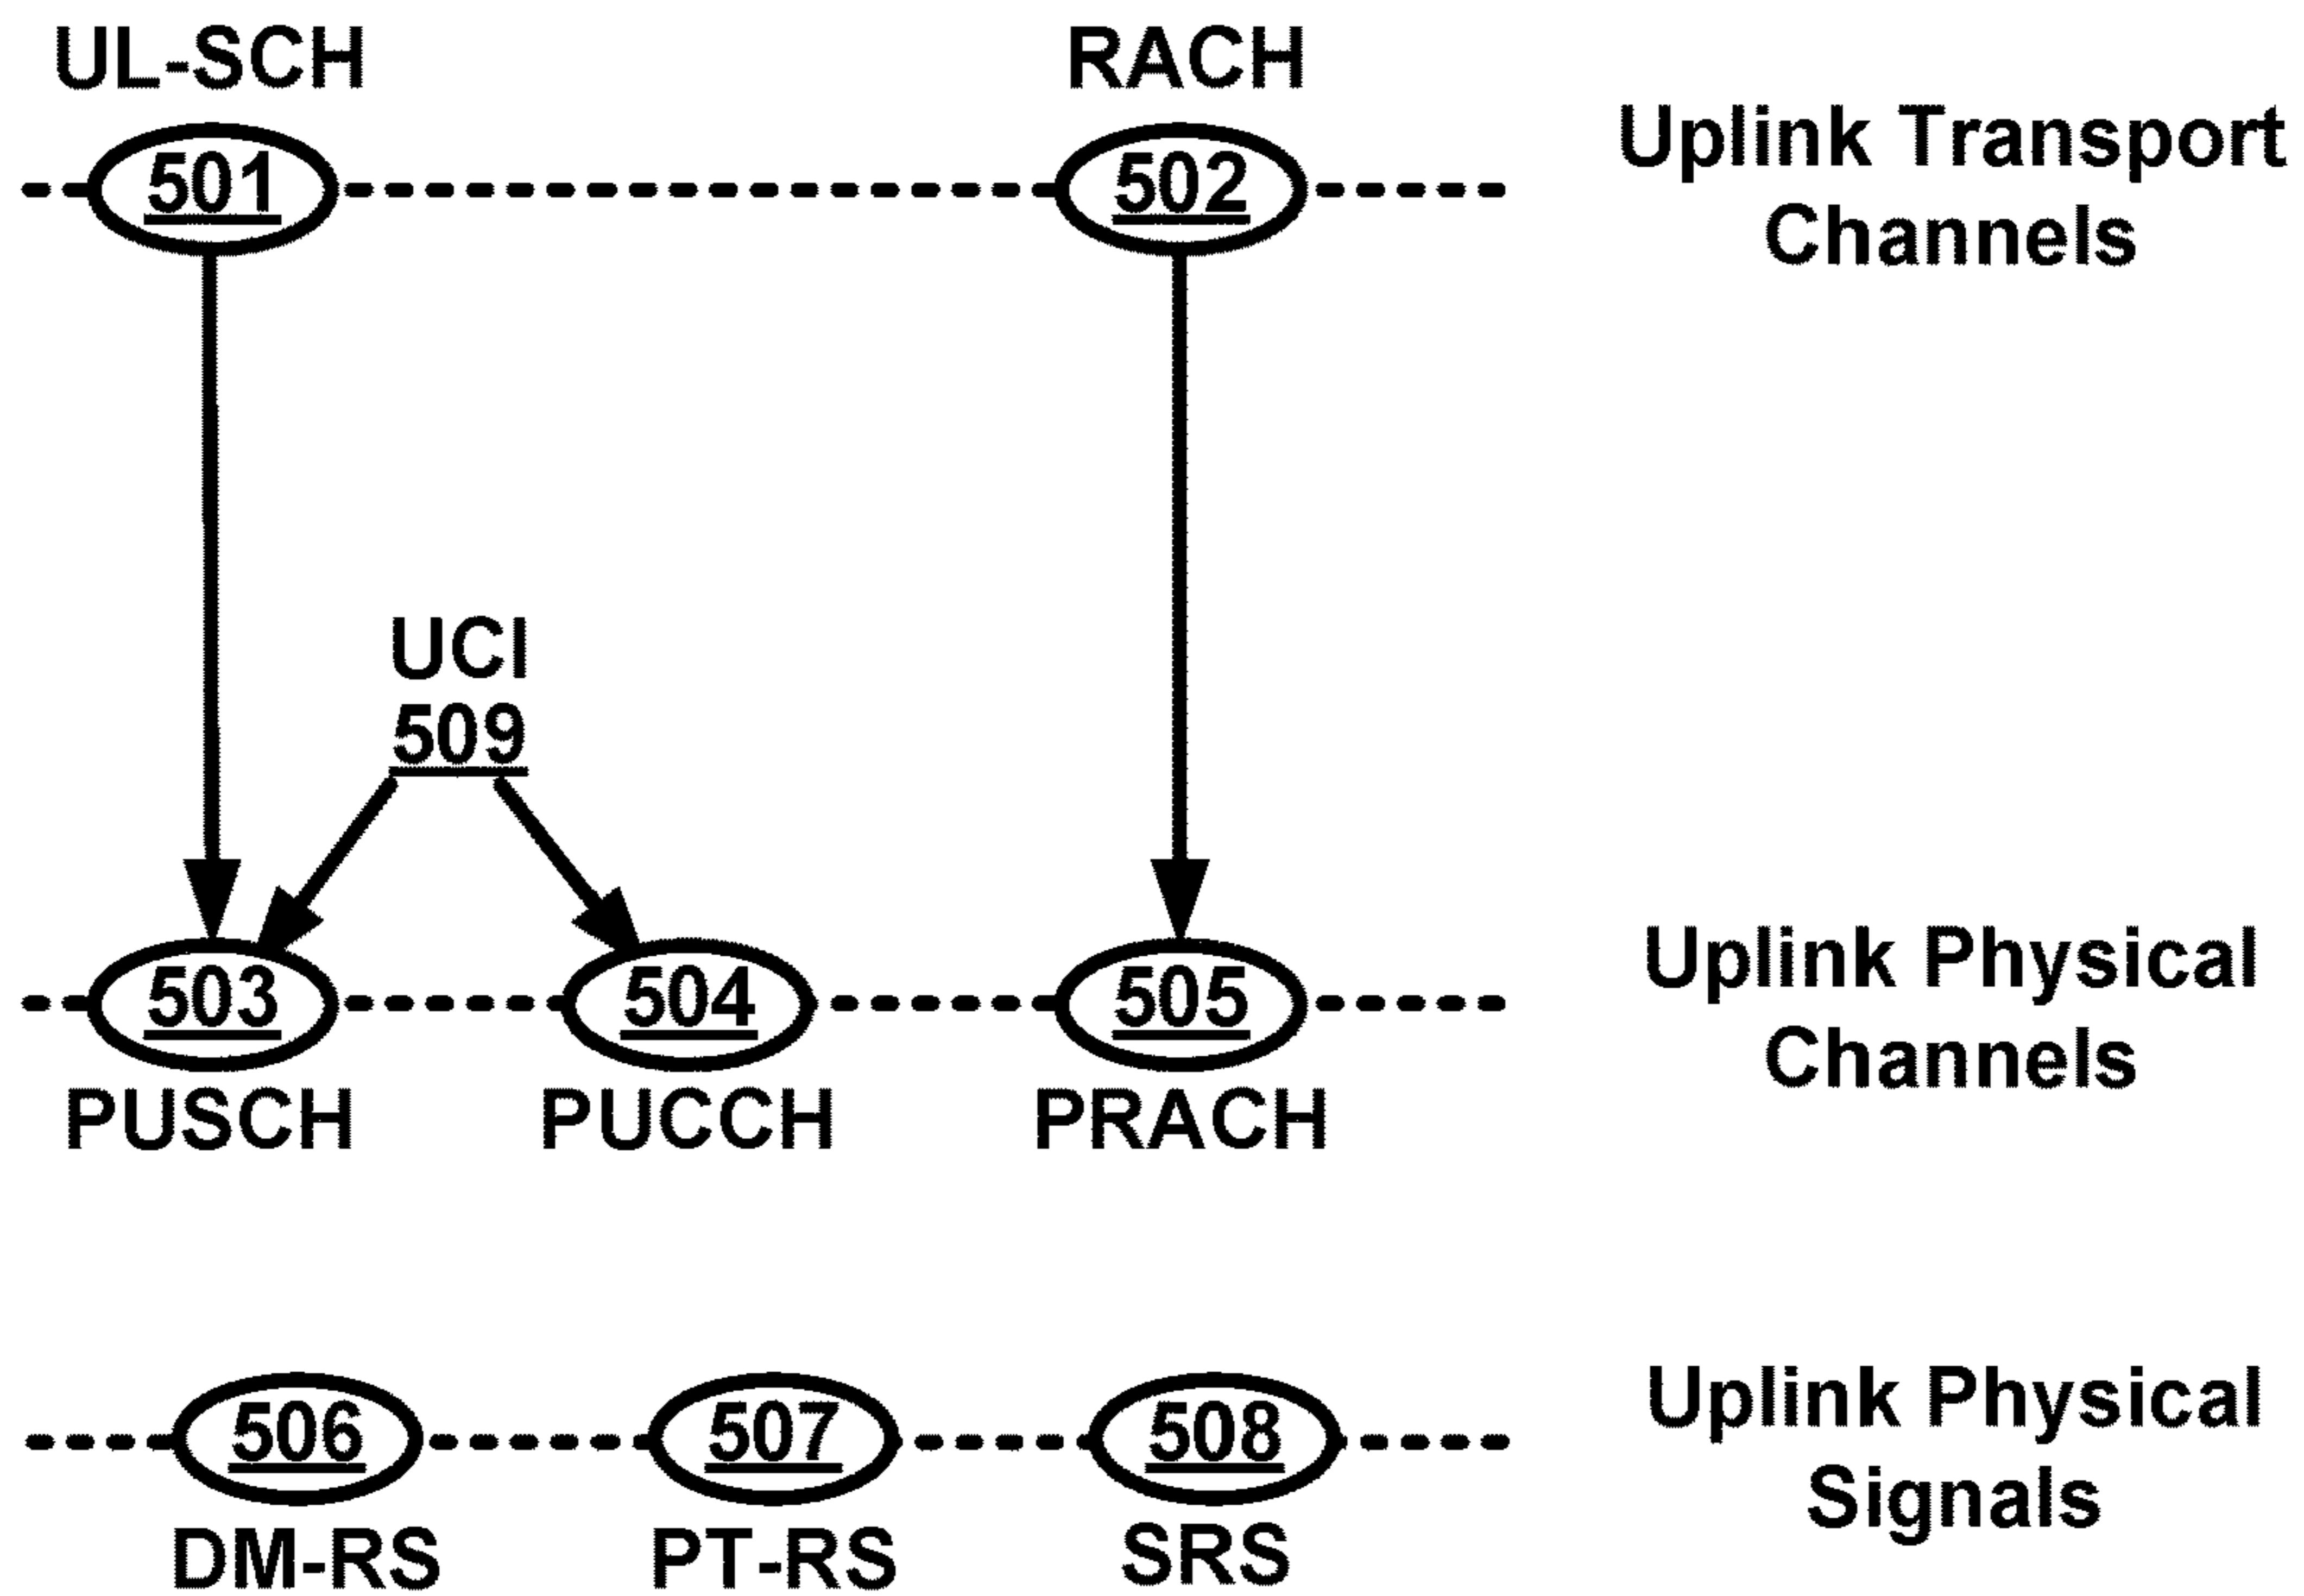 UL-SCH
RACH
501
502
Uplink Transport
Channels
UCI
509
503
504
505
Uplink Physical
Channels
PUSCH
PUCCH
PRACH
506
507
508
Uplink Physical
Signals
DM-RS
PT-RS
SRS